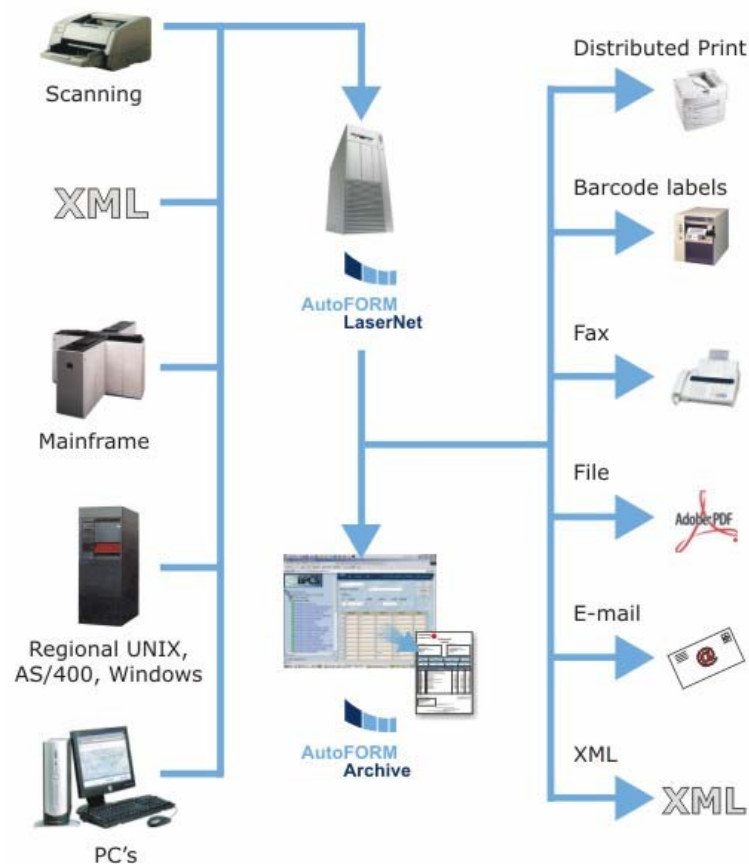 Scanning
XML
Mainframe
Regional UNIX,
AS/400, Windows
PC's
AutoFORM
LaserNet
AutoFORM
Archive
Distributed Print
Barcode labels
Fax
File
Adobe PDF
E-mail
XML
XML